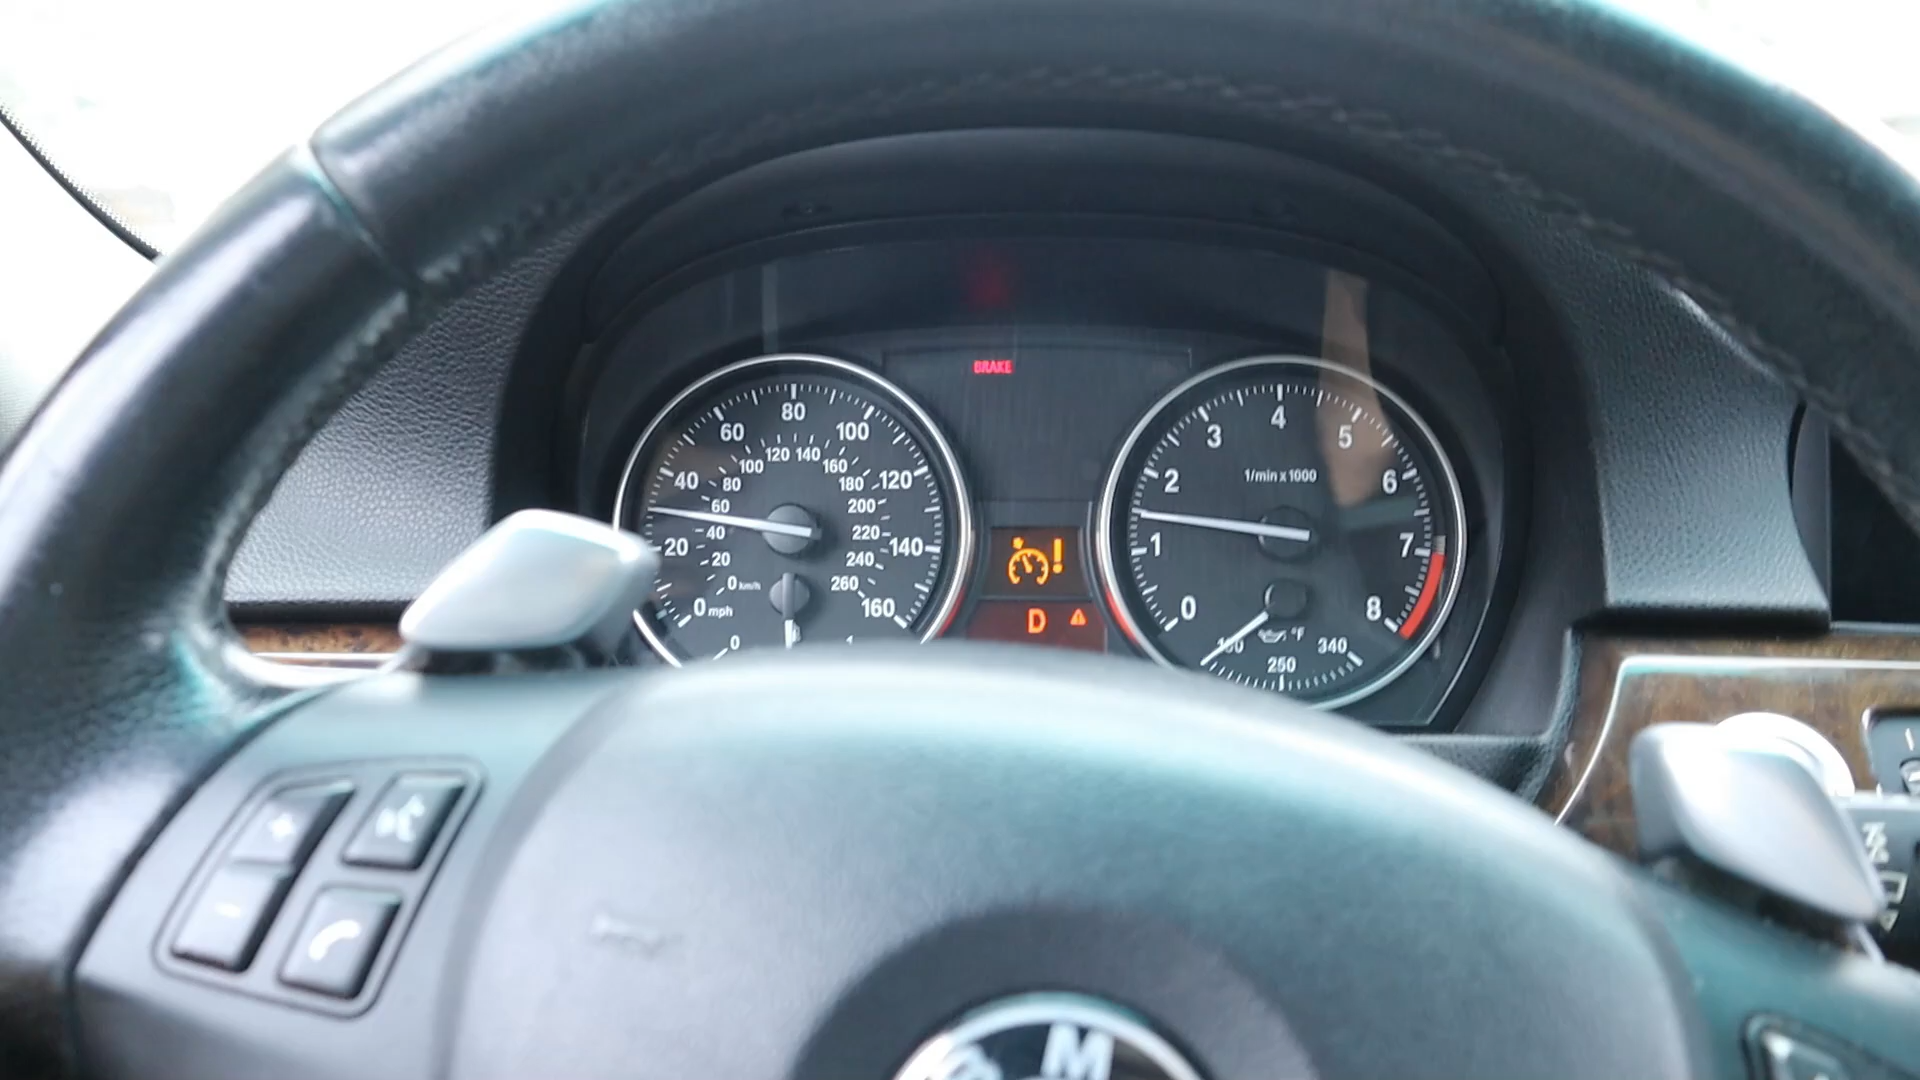 BRAKE
80
60 100
120 140
100 160
40 80 180 120
60 200
40 220
20 140
20 240
0 km/h 260
0 mph 160
0 1
4
3 5
1/min x 1000
2 6
1 7
0 8
°F
340
250
D
+
-
M